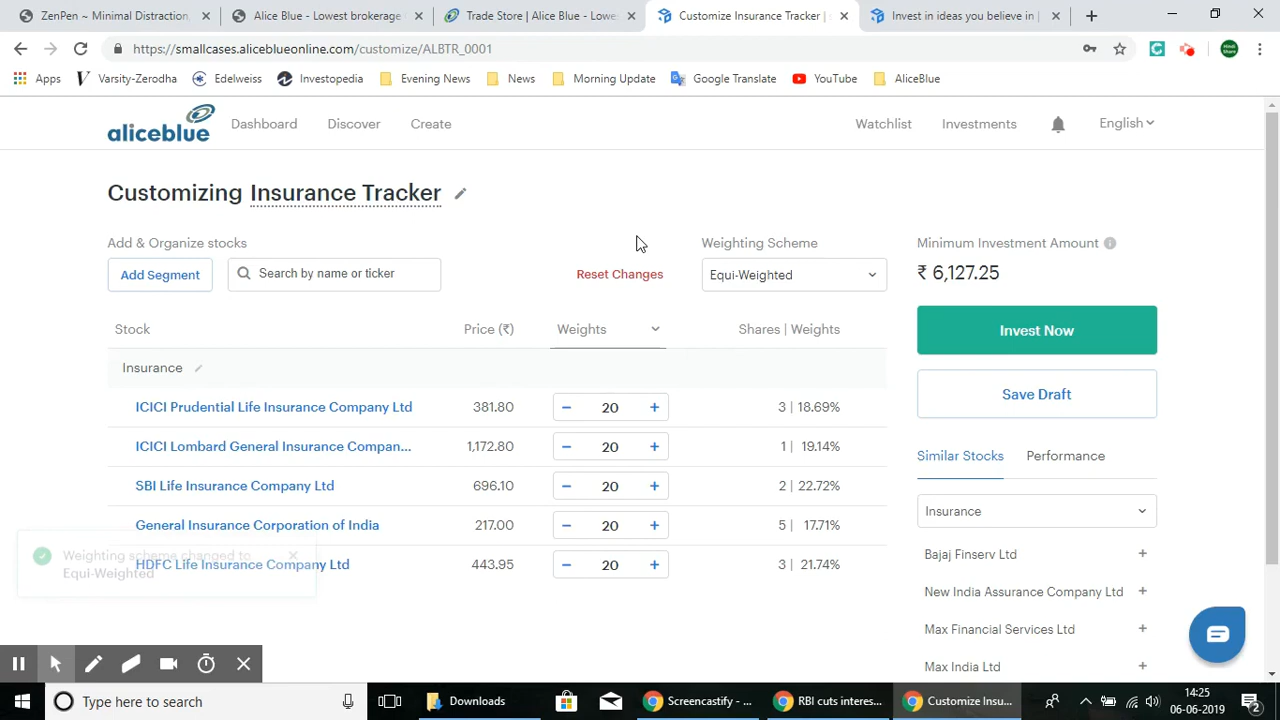 ZenPen ~ Minimal Distraction,
Alice Blue - Lowest brokerage
Trade Store | Alice Blue - Lowe
Customize Insurance Tracker |
Invest in ideas you believe in |
https://smallcases.aliceblueonline.com/customize/ALBTR_0001
Apps
Varsity-Zerodha
Edelweiss
Investopedia
Evening News
News
Morning Update
Google Translate
YouTube
AliceBlue
aliceblue
Dashboard
Discover
Create
Watchlist
Investments
English
Customizing Insurance Tracker
Add & Organize stocks
Weighting Scheme
Minimum Investment Amount
Add Segment
Search by name or ticker
Reset Changes
Equi-Weighted
₹ 6,127.25
Invest Now
Stock
Price (₹)
Weights
Shares | Weights
Insurance
ICICI Prudential Life Insurance Company Ltd 381.80 − 20 + 3 | 18.69%
Save Draft
ICICI Lombard General Insurance Compan... 1,172.80 − 20 + 1 | 19.14%
Similar Stocks
Performance
SBI Life Insurance Company Ltd 696.10 − 20 + 2 | 22.72%
Insurance
General Insurance Corporation of India 217.00 − 20 + 5 | 17.71%
Bajaj Finserv Ltd +
Weighting scheme changed to
Equi-Weighted
HDFC Life Insurance Company Ltd 443.95 − 20 + 3 | 21.74%
New India Assurance Company Ltd +
Max Financial Services Ltd +
Max India Ltd +
Type here to search
Downloads
Screencastify - ...
RBI cuts interes...
Customize Insu...
14:25
06-06-2019
2